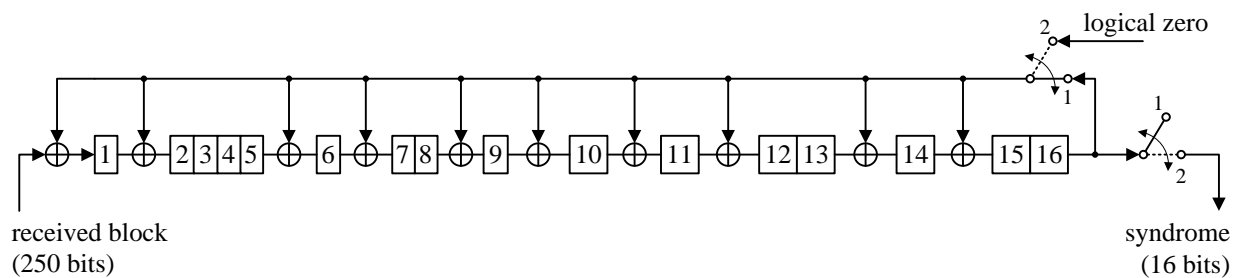 2 logical zero
1
1
1 2 3 4 5 6 7 8 9 10 11 12 13 14 15 16
2
received block
(250 bits)
syndrome
(16 bits)